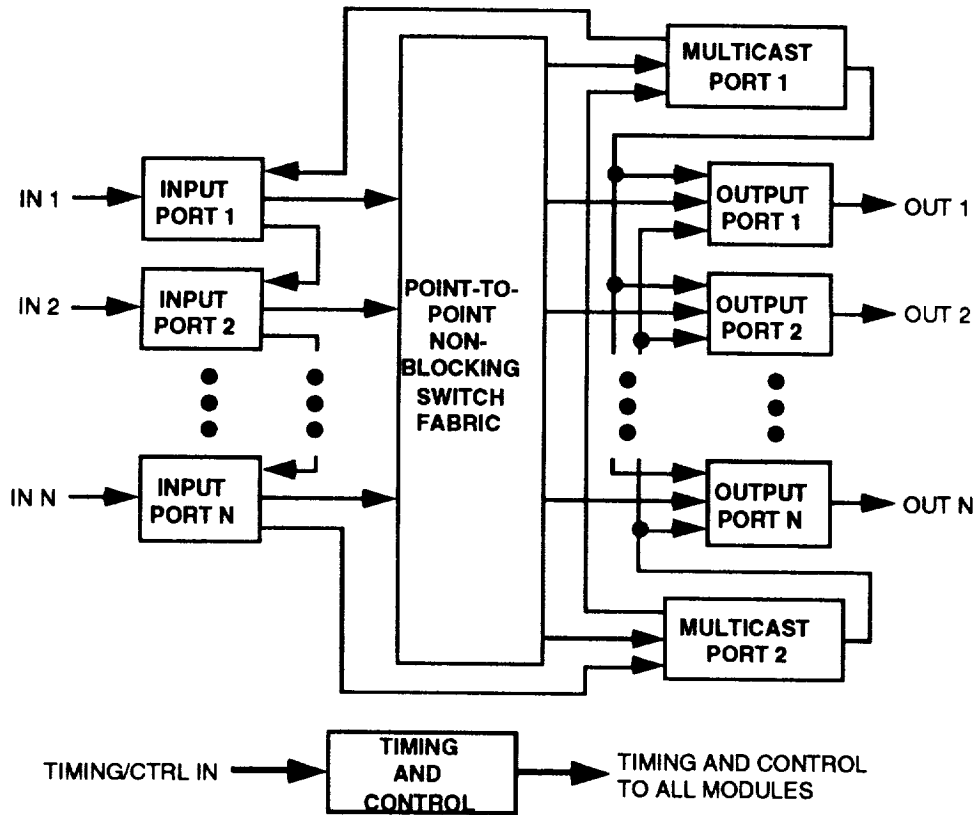 MULTICAST
PORT 1
IN 1
INPUT
PORT 1
OUTPUT
PORT 1
OUT 1
IN 2
INPUT
PORT 2
POINT-TO-
POINT
NON-
BLOCKING
SWITCH
FABRIC
OUTPUT
PORT 2
OUT 2
IN N
INPUT
PORT N
OUTPUT
PORT N
OUT N
MULTICAST
PORT 2
TIMING/CTRL IN
TIMING
AND
CONTROL
TIMING AND CONTROL
TO ALL MODULES